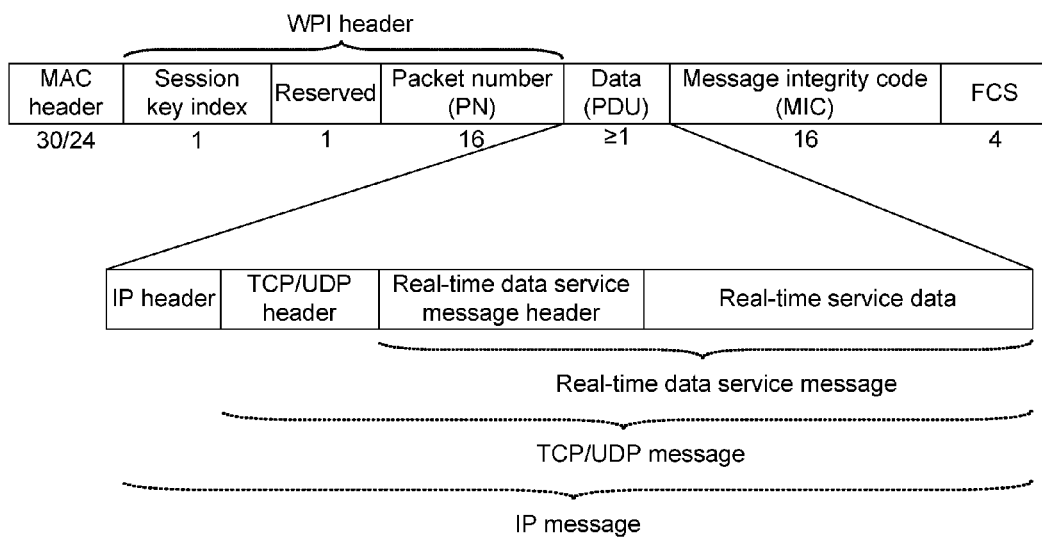 WPI header
MAC header
Session key index
Reserved
Packet number (PN)
Data (PDU)
Message integrity code (MIC)
FCS
30/24
1
1
16
≥1
16
4
IP header
TCP/UDP header
Real-time data service message header
Real-time service data
Real-time data service message
TCP/UDP message
IP message